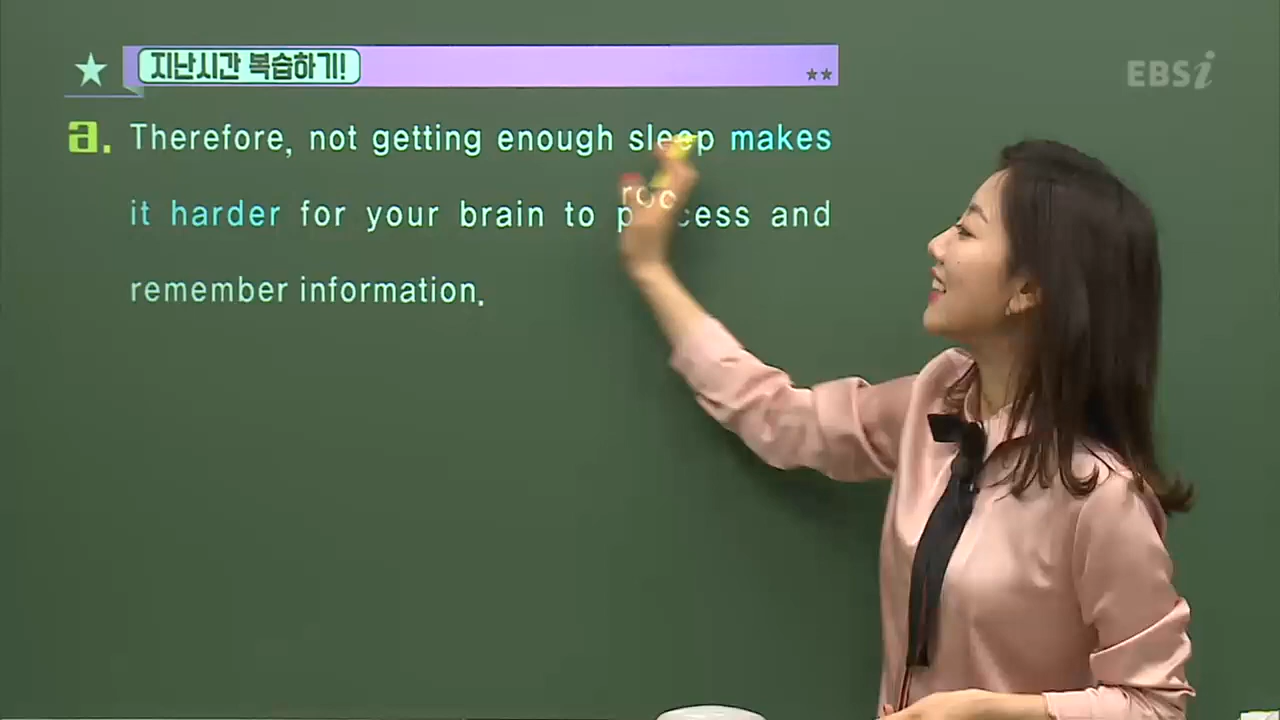 지난시간 복습하기!
EBSi
a. Therefore, not getting enough sleep makes
it harder for your brain to process and
remember information.